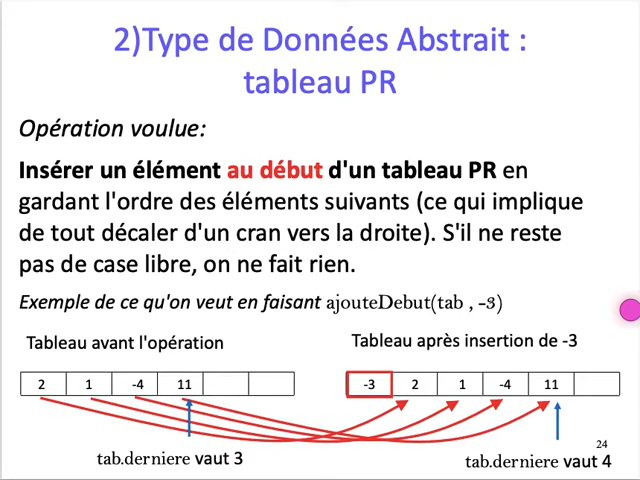 2)Type de Données Abstrait :
tableau PR
Opération voulue:
Insérer un élément au début d'un tableau PR en
gardant l'ordre des éléments suivants (ce qui implique
de tout décaler d'un cran vers la droite). S'il ne reste
pas de case libre, on ne fait rien.
Exemple de ce qu'on veut en faisant ajouteDebut(tab , -3)
Tableau avant l'opération
Tableau après insertion de -3
2 1 -4 11
-3 2 1 -4 11
tab.derniere vaut 3
tab.derniere vaut 4
24